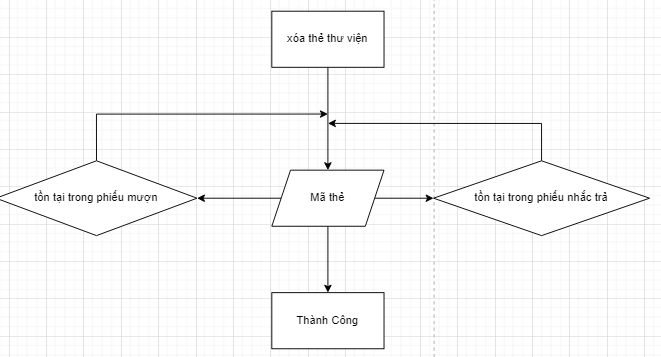 xóa thẻ thư viện
tồn tại trong phiếu mượn
Mã thẻ
tồn tại trong phiếu nhắc trả
Thành Công